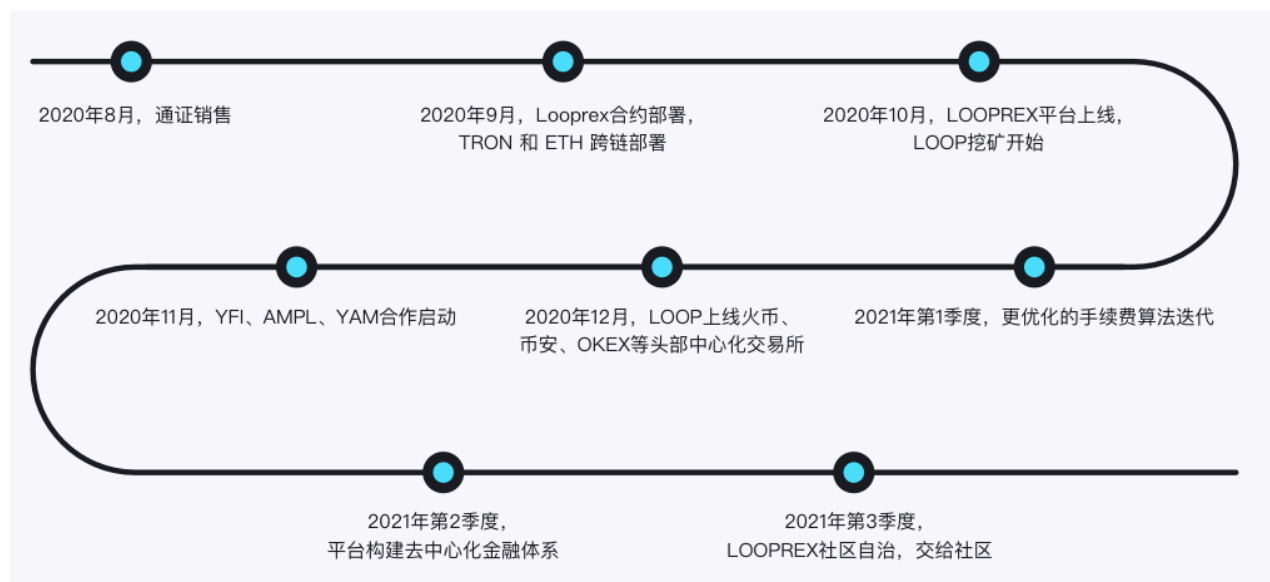 2020年8月，通证销售
2020年9月，Looprex合约部署，
TRON 和 ETH 跨链部署
2020年10月，LOOPREX平台上线，
LOOP挖矿开始
2020年11月，YFI、AMPL、YAM合作启动
2020年12月，LOOP上线火币、
币安、OKEX等头部中心化交易所
2021年第1季度，更优化的手续费算法迭代
2021年第2季度，
平台构建去中心化金融体系
2021年第3季度，
LOOPREX社区自治，交给社区